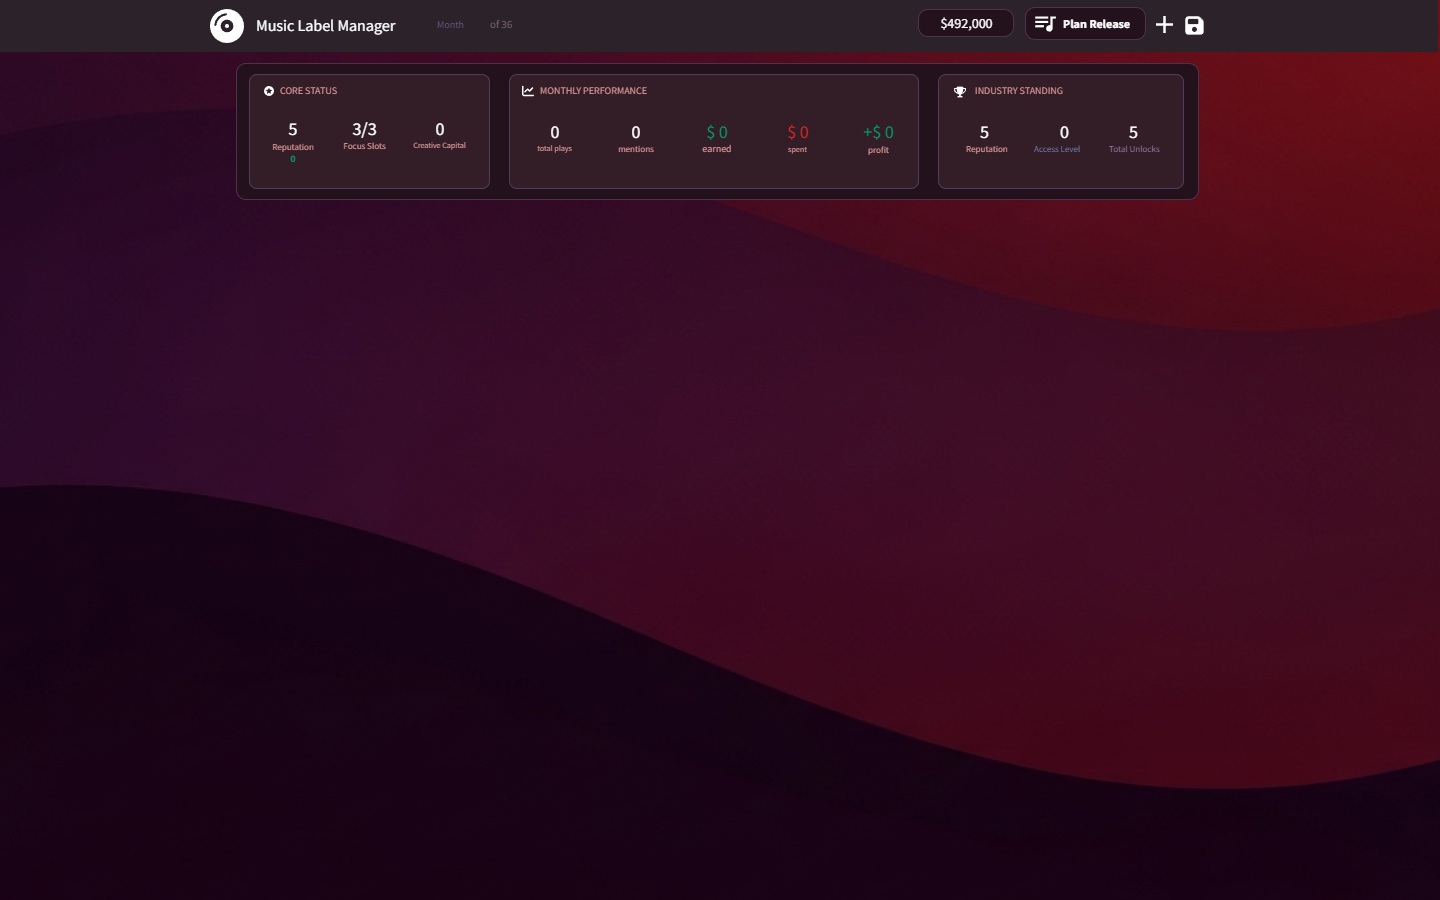 Music Label Manager
Month of 36
$492,000
Plan Release
CORE STATUS
5
Reputation
0
3/3
Focus Slots
0
Creative Capital
MONTHLY PERFORMANCE
0
total plays
0
mentions
$ 0
earned
$ 0
spent
+$ 0
profit
INDUSTRY STANDING
5
Reputation
0
Access Level
5
Total Unlocks